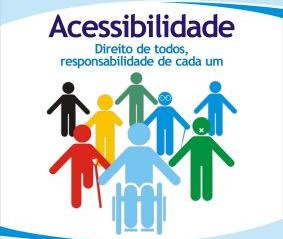 Acessibilidade
Direito de todos,
responsabilidade de cada um